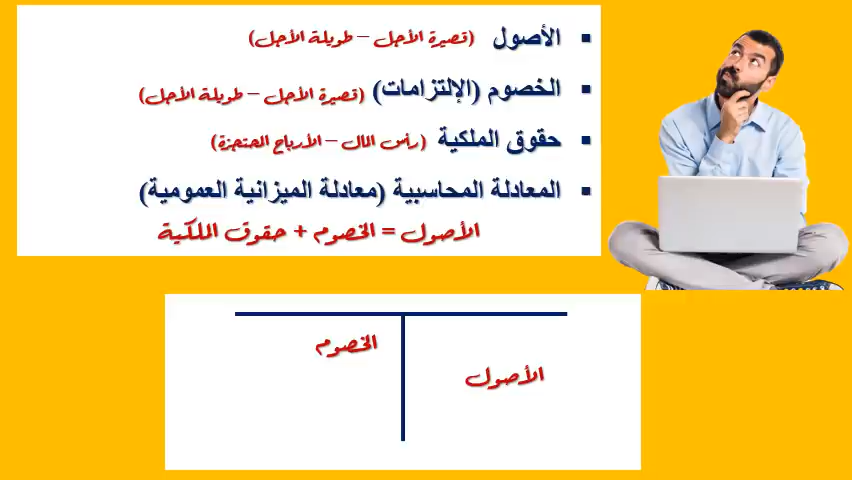 الأصول (قصيرة الأجل – طويلة الأجل)
الخصوم (الإلتزامات) (قصيرة الأجل – طويلة الأجل)
حقوق الملكية (رأس المال – الأرباح المحتجزة)
المعادلة المحاسبية (معادلة الميزانية العمومية)
الأصول = الخصوم + حقوق الملكية
الخصوم
الأصول